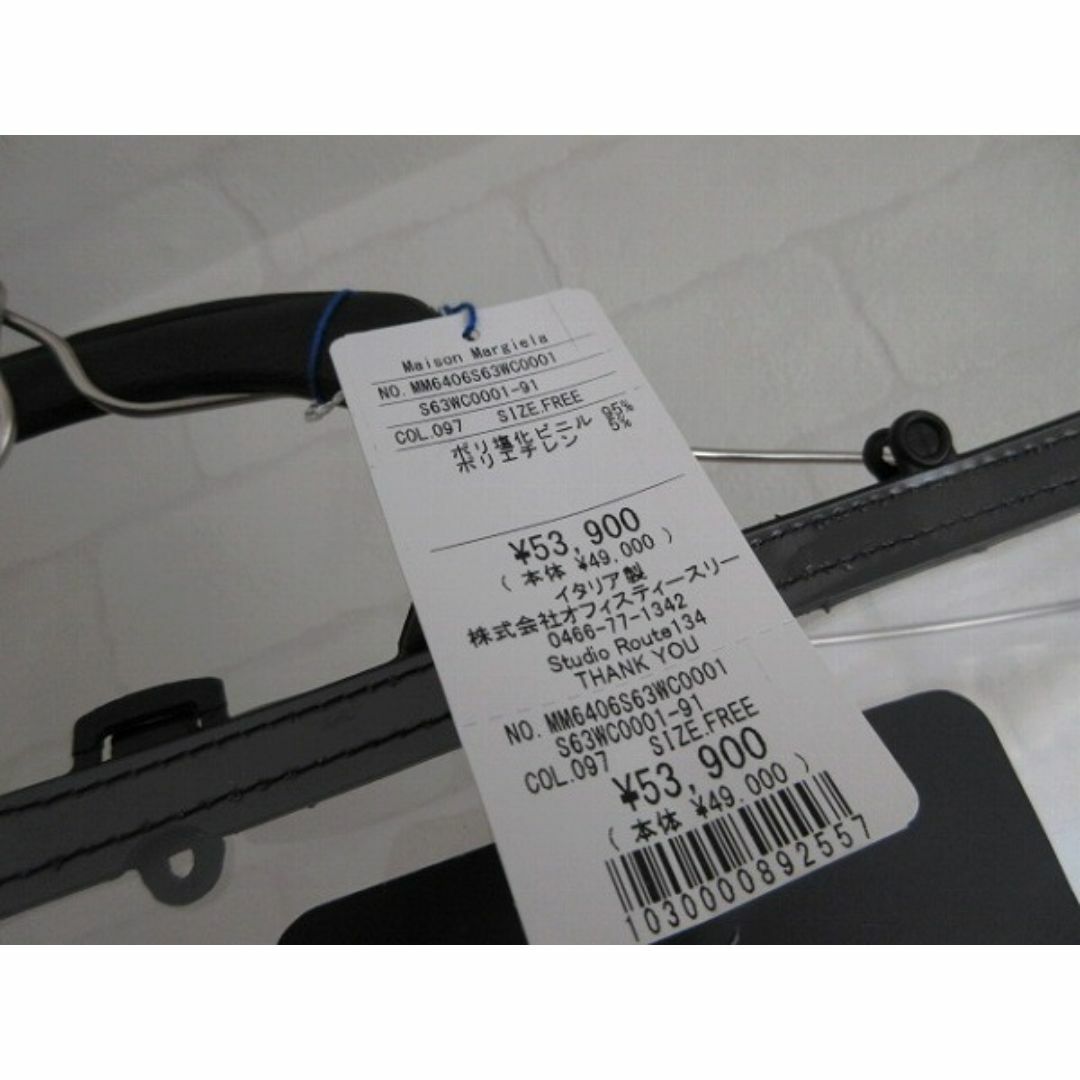 Maison Margiela
NO. MM6406S63WC0001
S63WC0001-91
COL.097 SIZE.FREE
ポリ塩化ビニル 95%
ポリエチレン 5%
¥53,900
( 本体 ¥49,000 )
イタリア製
株式会社オフィスティースリー
0466-77-1342
Studio Route134
THANK YOU
NO. MM6406S63WC0001
S63WC0001-91
COL.097 SIZE.FREE
¥53,900
( 本体 ¥49,000 )
1030000892557